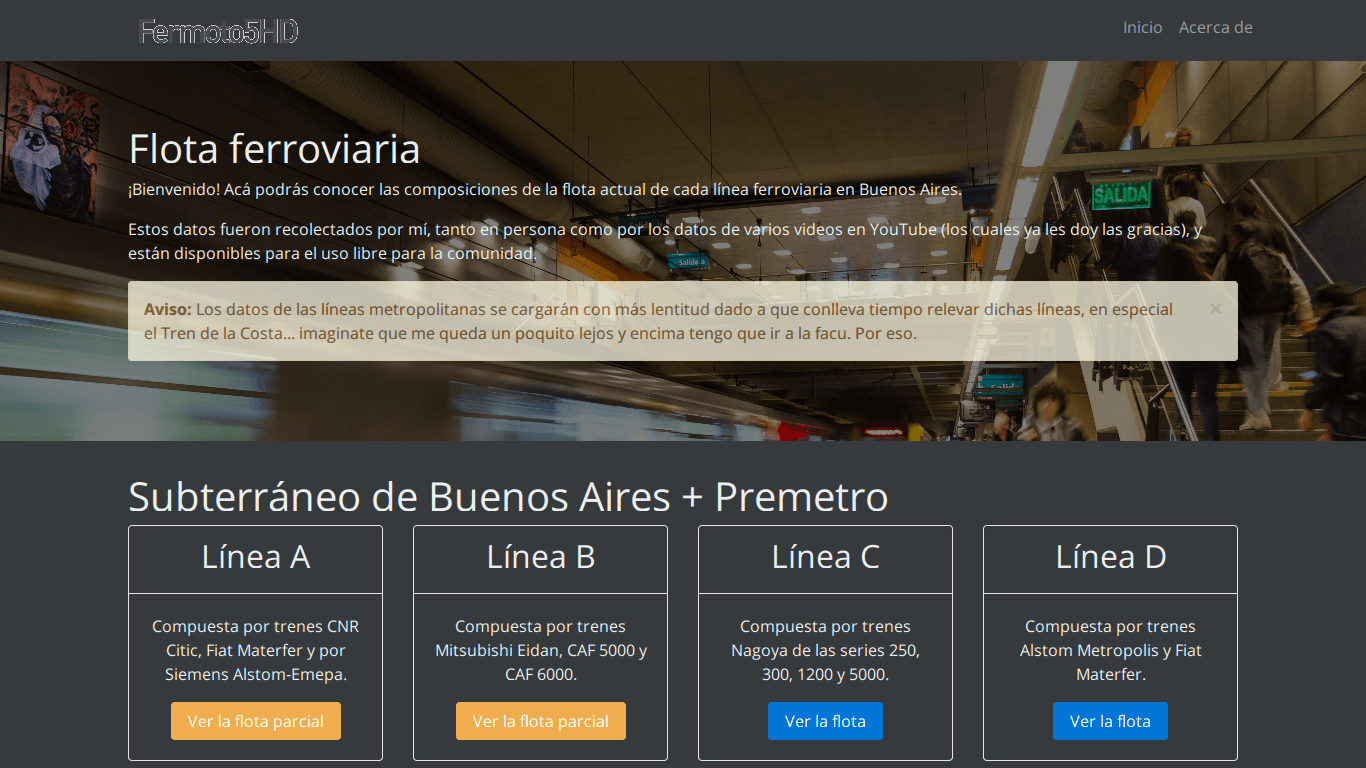 Fermoto5HD
Inicio Acerca de
SALIDA
Flota ferroviaria
¡Bienvenido! Acá podrás conocer las composiciones de la flota actual de cada línea ferroviaria en Buenos Aires.
Estos datos fueron recolectados por mí, tanto en persona como por los datos de varios videos en YouTube (los cuales ya les doy las gracias), y
están disponibles para el uso libre para la comunidad.
Salida
Aviso: Los datos de las líneas metropolitanas se cargarán con más lentitud dado a que conlleva tiempo relevar dichas líneas, en especial ×
el Tren de la Costa... imaginate que me queda un poquito lejos y encima tengo que ir a la facu. Por eso.
Salida
Subterráneo de Buenos Aires + Premetro
Línea A
Compuesta por trenes CNR
Citic, Fiat Materfer y por
Siemens Alstom-Emepa.
Ver la flota parcial
Línea B
Compuesta por trenes
Mitsubishi Eidan, CAF 5000 y
CAF 6000.
Ver la flota parcial
Línea C
Compuesta por trenes
Nagoya de las series 250,
300, 1200 y 5000.
Ver la flota
Línea D
Compuesta por trenes
Alstom Metropolis y Fiat
Materfer.
Ver la flota